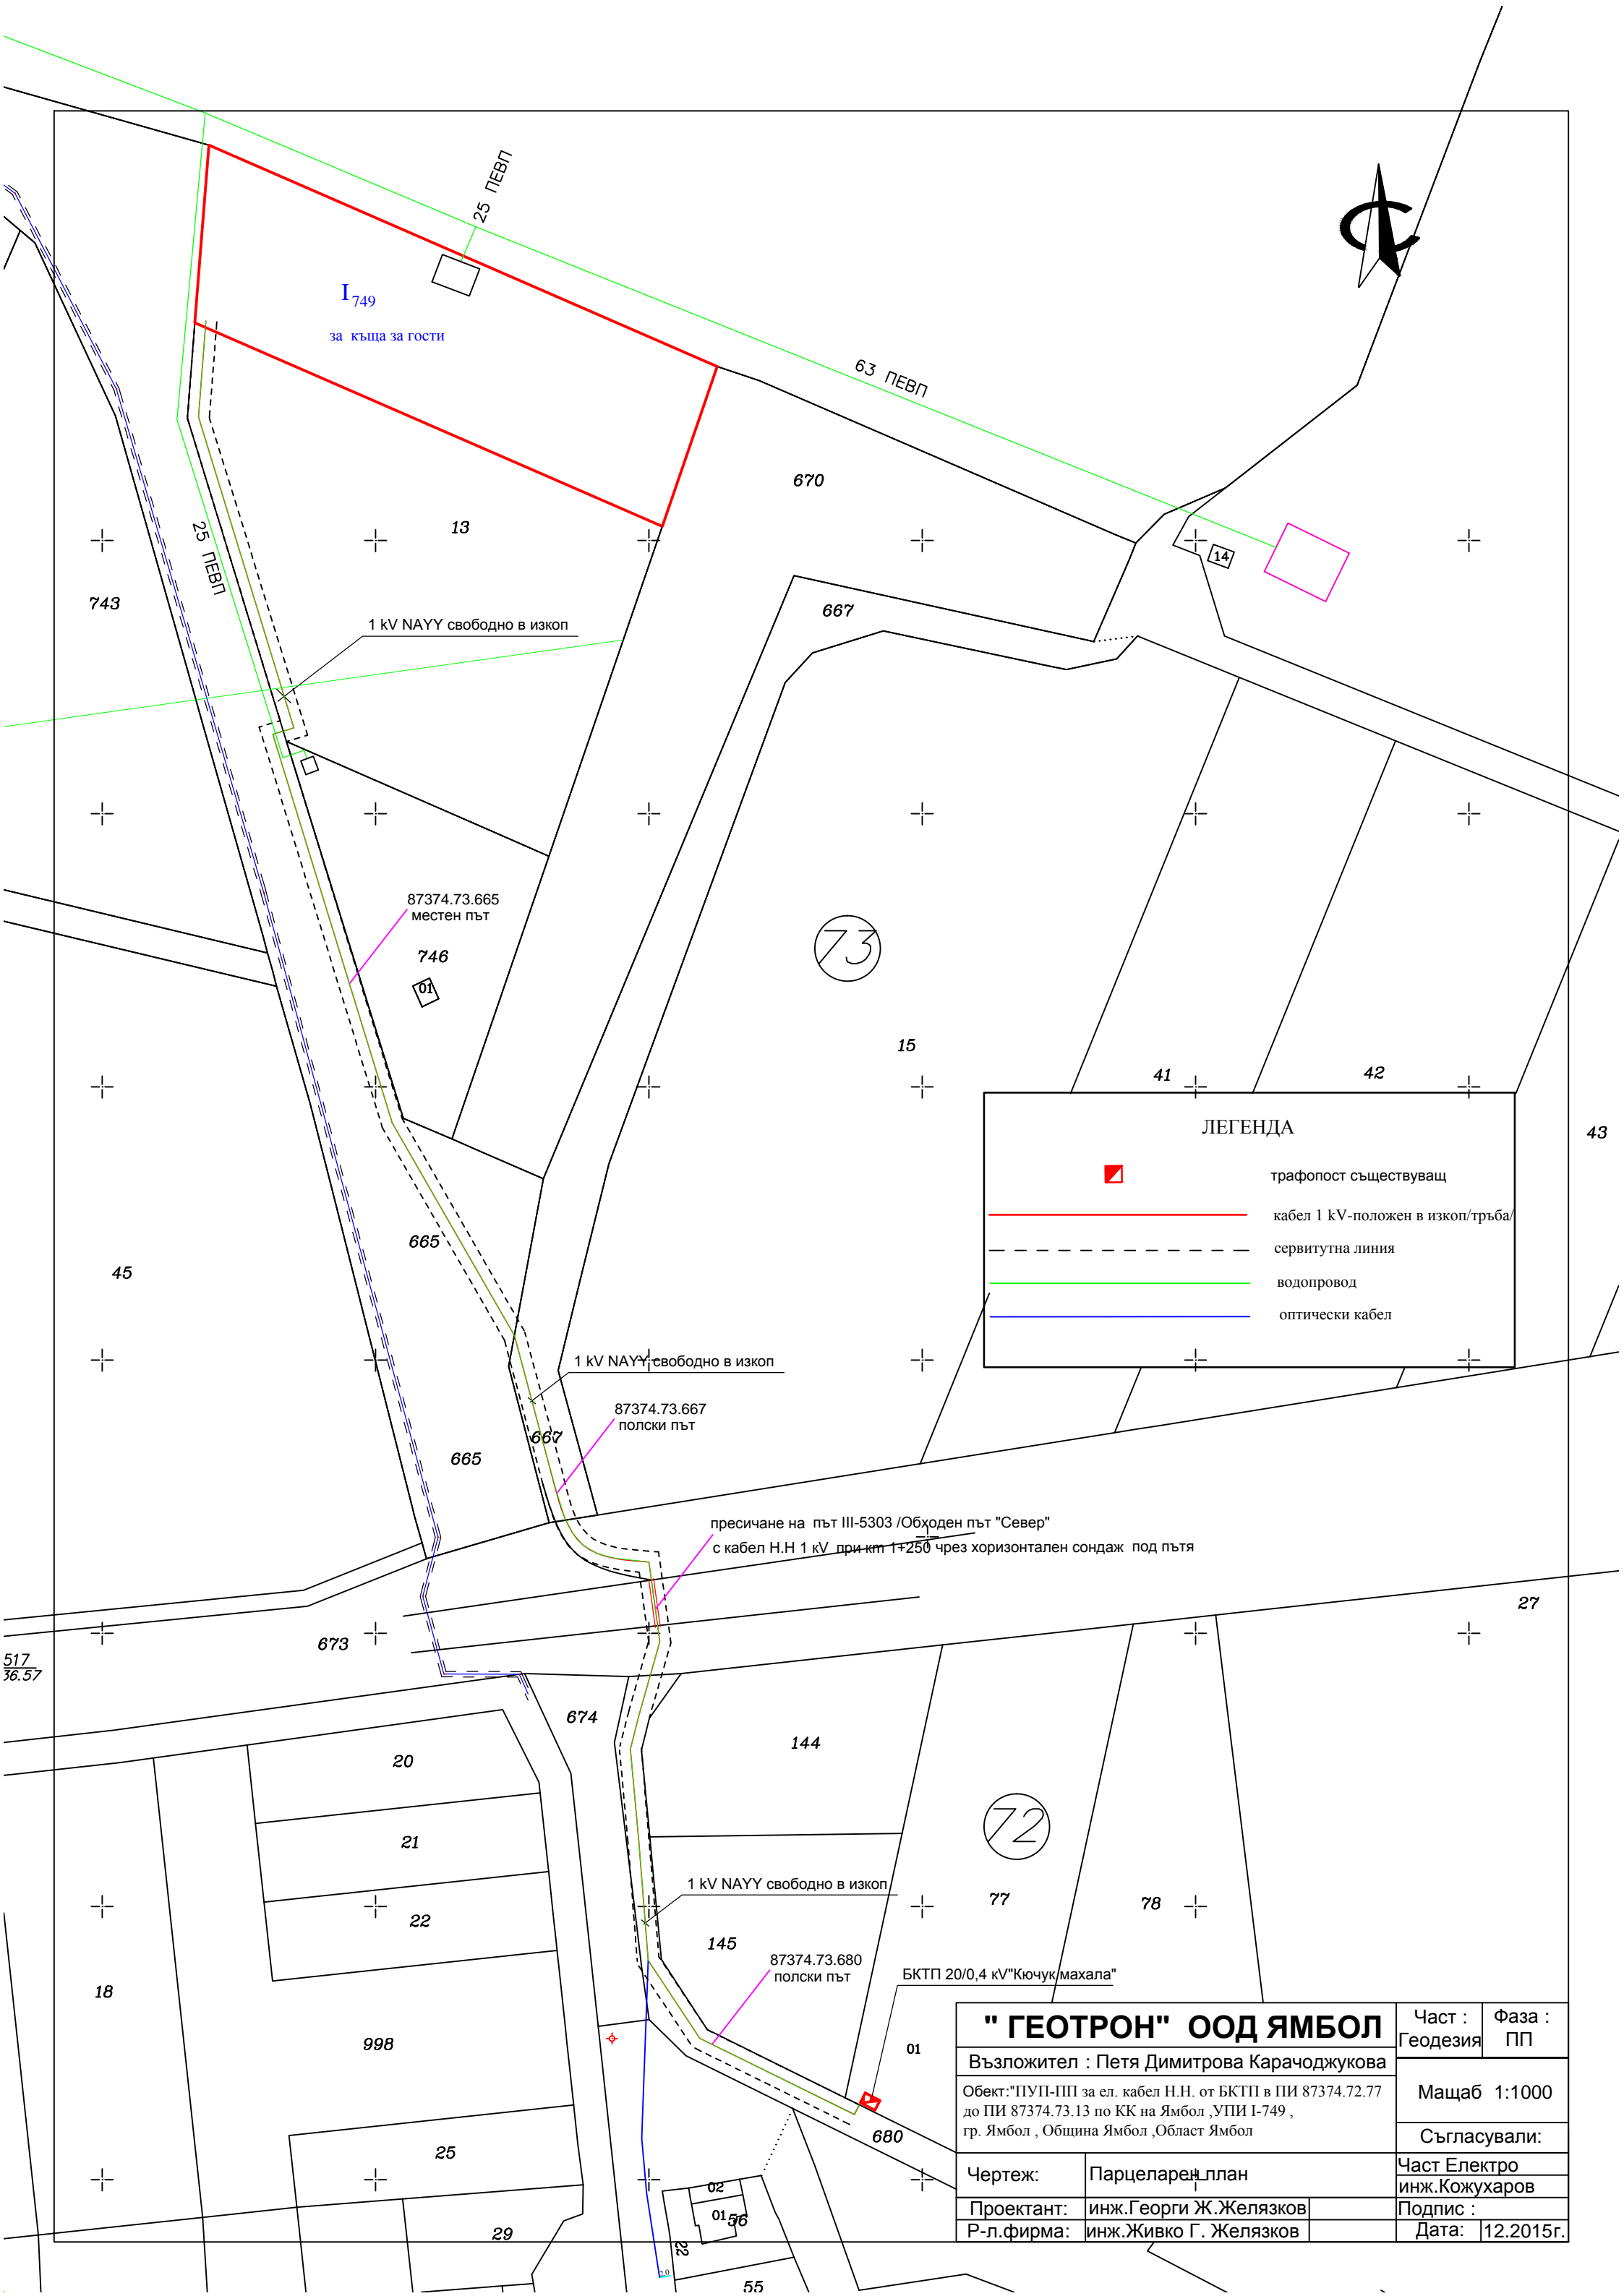 25 ПЕВП
I 749
за къща за гости
63 ПЕВП
670
13
14
25 ПЕВП
743
667
1 kV NAYY свободно в изкоп
87374.73.665
местен път
746
01
73
15
41
42
43
ЛЕГЕНДА
трафопост съществуващ
кабел 1 kV-положен в изкоп/тръба/
сервитутна линия
водопровод
оптически кабел
665
45
1 kV NAYY свободно в изкоп
87374.73.667
полски път
667
665
пресичане на път III-5303 /Обходен път "Север"
с кабел Н.Н 1 kV при km 1+250 чрез хоризонтален сондаж под пътя
27
673
517
36.57
674
144
20
72
21
1 kV NAYY свободно в изкоп
77
78
22
145
87374.73.680
полски път
БКТП 20/0,4 кV"Кючук махала"
18
998
01
680
25
02
01
56
29
22
55
" ГЕОТРОН" ООД ЯМБОЛ
Част :
Геодезия
Фаза :
ПП
Възложител : Петя Димитрова Карачоджукова
Обект:"ПУП-ПП за ел. кабел Н.Н. от БКТП в ПИ 87374.72.77
до ПИ 87374.73.13 по КК на Ямбол ,УПИ I-749 ,
гр. Ямбол , Община Ямбол ,Област Ямбол
Мащаб 1:1000
Съгласували:
Чертеж: Парцеларен план
Част Електро
инж.Кожухаров
Проектант: инж.Георги Ж.Желязков
Подпис :
Р-л.фирма: инж.Живко Г. Желязков
Дата: 12.2015г.